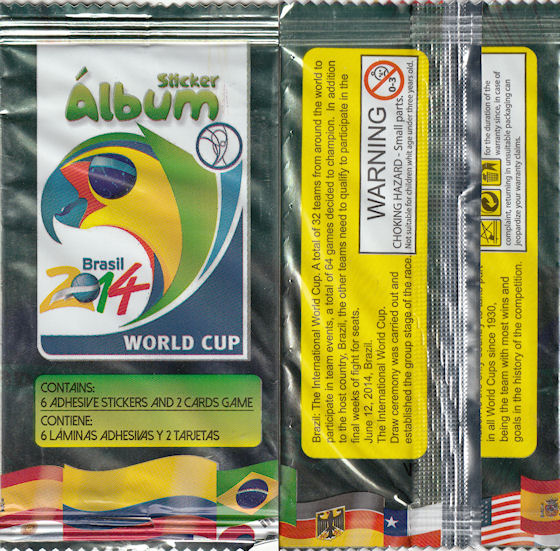 Sticker
Álbum
Brasil
2014
WORLD CUP
CONTAINS:
6 ADHESIVE STICKERS AND 2 CARDS GAME
CONTIENE:
6 LÁMINAS ADHESIVAS Y 2 TARJETAS
Brazil. The International World Cup. A total of 32 teams from around the world to
participate in team events, a total of 64 games decided to champion. In addition
to the host country, Brazil, the other teams need to qualify to participate in the
final weeks of fight for seats.
June 12, 2014, Brazil.
The International World Cup.
Draw ceremony was carried out and
established the group stage of the race.
WARNING
0-3
CHOKING HAZARD - Small parts.
Not suitable for children whit age under three years old.
in all World Cups since 1930,
being the team with most wins and
goals in the history of the competition.
for the duration of the
warranty since, in case of
complaint, returning in unsuitable packaging can
jeopardize your warranty claims.